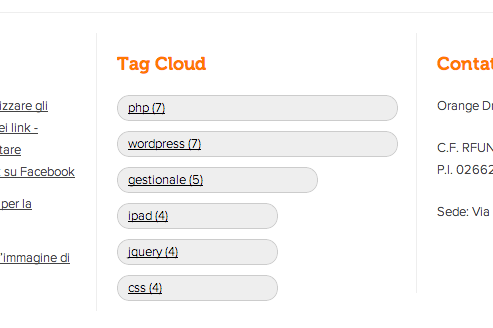 izzare gli
ei link -
tare
su Facebook
per la
l'immagine di
Tag Cloud
php (7)
wordpress (7)
gestionale (5)
ipad (4)
jquery (4)
css (4)
Contat
Orange Dr
C.F. RFUN
P.I. 02662
Sede: Via